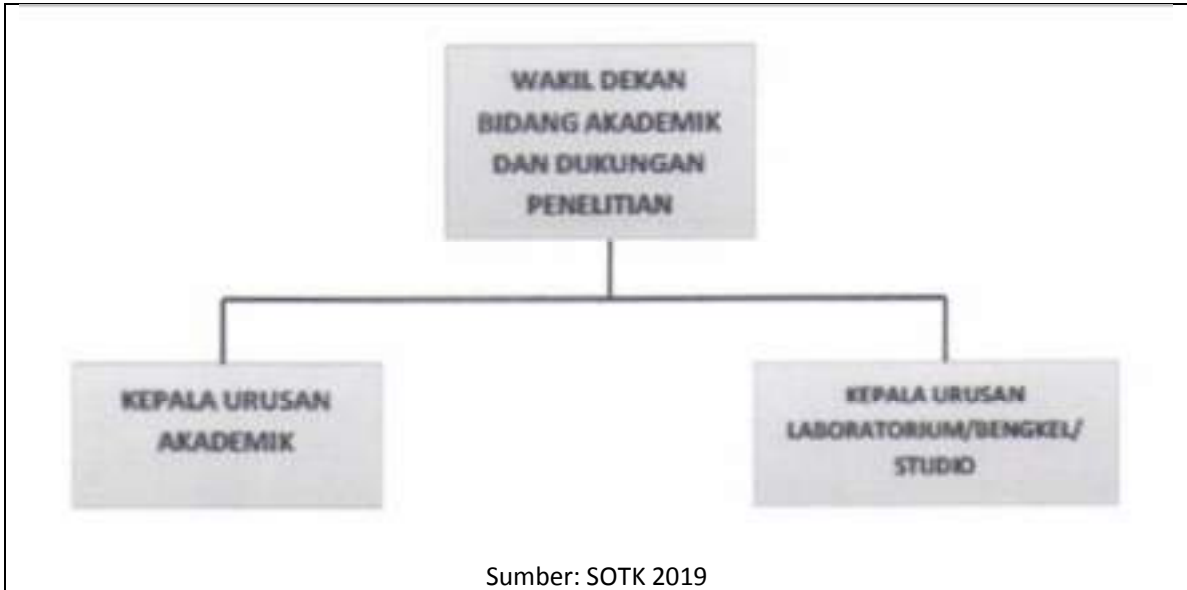 WAKIL DEKAN
BIDANG AKADEMIK
DAN DUKUNGAN
PENELITIAN
KEPALA URUSAN
AKADEMIK
KEPALA URUSAN
LABORATORIUM/BENGKEL/
STUDIO
Sumber: SOTK 2019